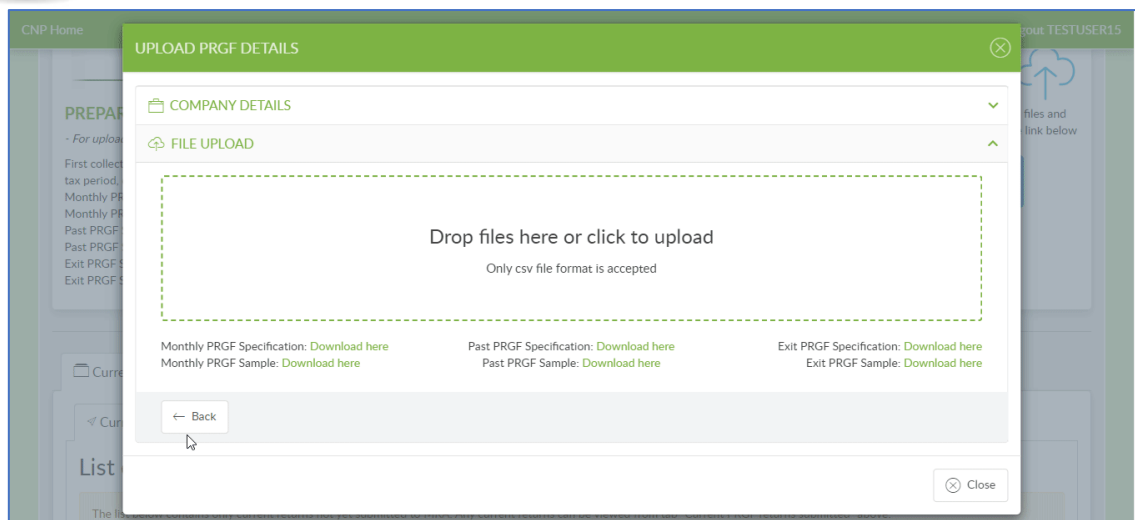 CNP Home
gout TESTUSER15
UPLOAD PRGF DETAILS
COMPANY DETAILS
FILE UPLOAD
Drop files here or click to upload
Only csv file format is accepted
Monthly PRGF Specification: Download here
Past PRGF Specification: Download here
Exit PRGF Specification: Download here
Monthly PRGF Sample: Download here
Past PRGF Sample: Download here
Exit PRGF Sample: Download here
← Back
Close
PREPAR
- For uploa
First collect
tax period,
Monthly PR
Monthly PR
Past PRGF
Past PRGF
Exit PRGF S
Exit PRGF S
files and
link below
Curre
Cur
List